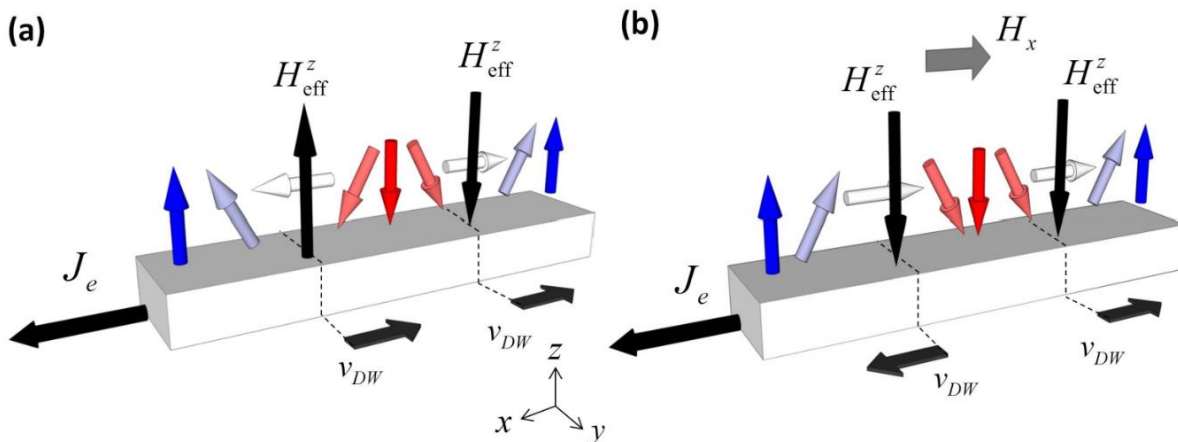 (a)
H_eff^z
H_eff^z
J_e
v_DW
v_DW
z
x
y
(b)
H_x
H_eff^z
H_eff^z
J_e
v_DW
v_DW